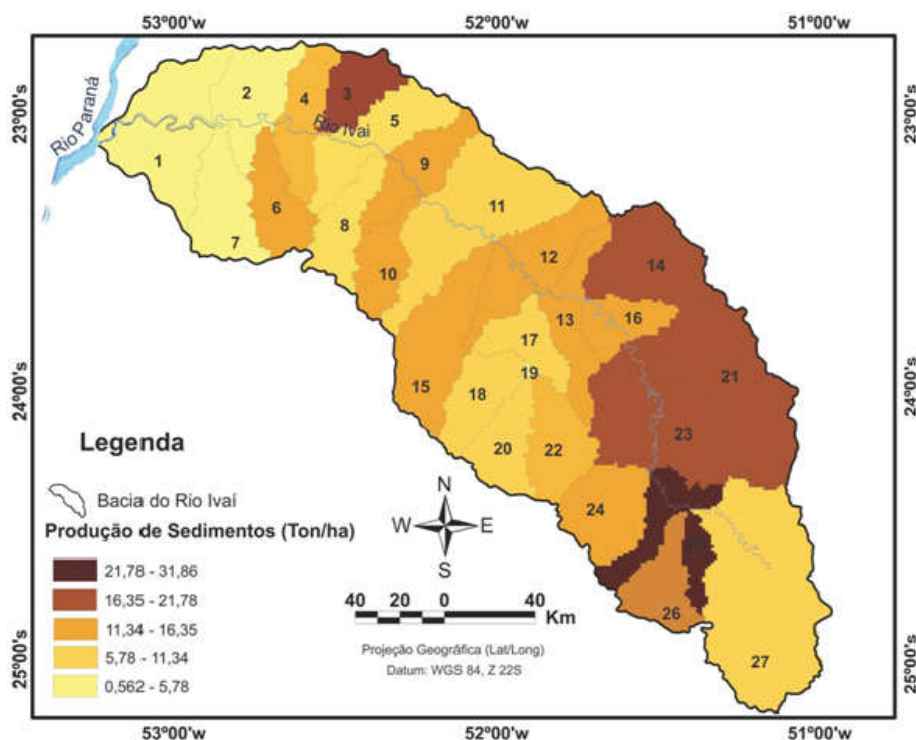 53°00'w 52°00'w 51°00'w
Rio Paraná
Rio Ivaí
23°00's
23°00's
24°00's
24°00's
25°00's
25°00's
1
2
3
4
5
6
7
8
9
10
11
12
13
14
15
16
17
18
19
20
21
22
23
24
26
27
Legenda
Bacia do Rio Ivaí
Produção de Sedimentos (Ton/ha)
21,78 - 31,86
16,35 - 21,78
11,34 - 16,35
5,78 - 11,34
0,562 - 5,78
N
W E
S
40 20 0 40
Km
Projeção Geográfica (Lat/Long)
Datum: WGS 84, Z 22S
53°00'w 52°00'w 51°00'w